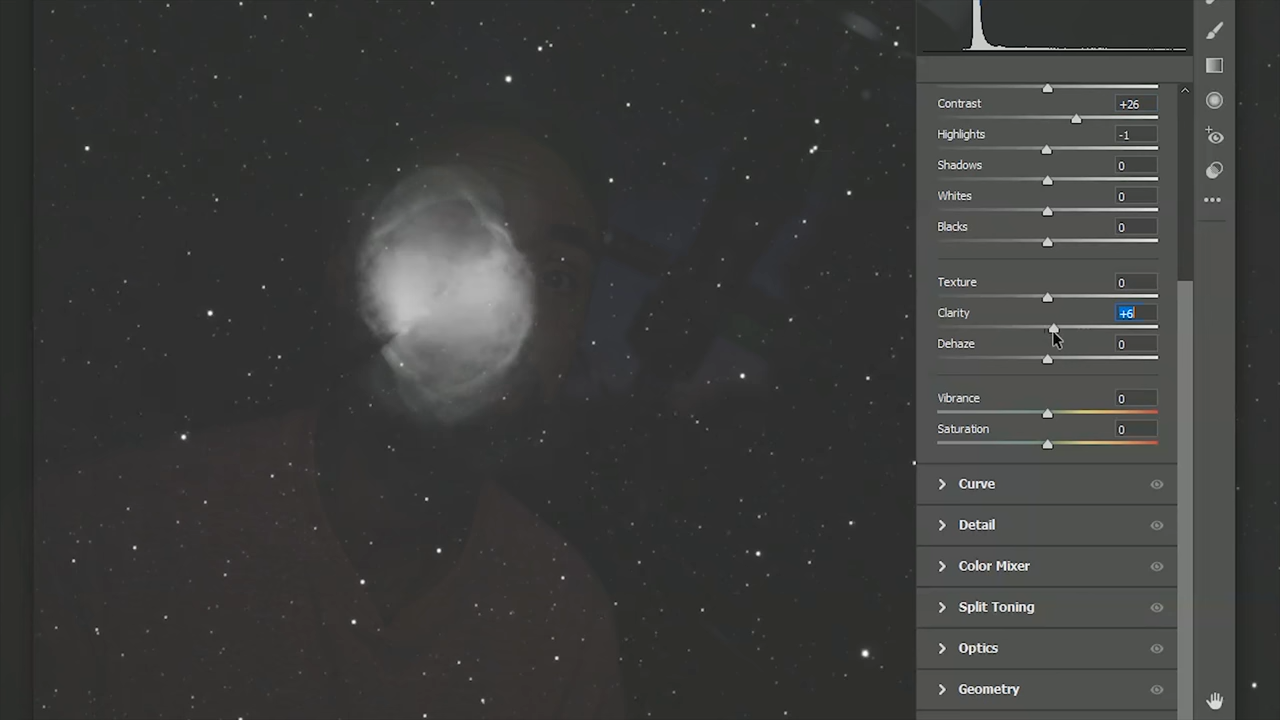 Contrast +26
Highlights -1
Shadows 0
Whites 0
Blacks 0
Texture 0
Clarity +6
Dehaze 0
Vibrance 0
Saturation 0
Curve
Detail
Color Mixer
Split Toning
Optics
Geometry